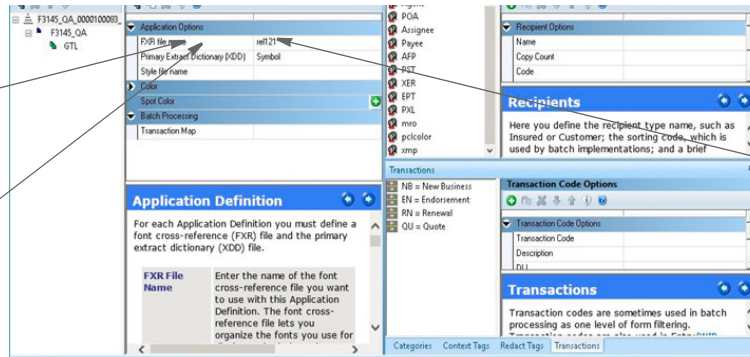 F3145_QA_0000100083_
F3145_QA
GTL
Application Options
FXR file name rel121
Primary Extract Dictionary (XDD) Symbol
Style file name
Color
Spot Color
Batch Processing
Transaction Map
Application Definition
For each Application Definition you must define a
font cross-reference (FXR) file and the primary
extract dictionary (XDD) file.
FXR File
Name
Enter the name of the font
cross-reference file you want
to use with this Application
Definition. The font cross-
reference file lets you
organize the fonts you use for
POA
Assignee
Payee
AFP
PST
XER
EPT
PXL
mro
pclcolor
xmp
Recipient Options
Name
Copy Count
Code
Recipients
Here you define the recipient type name, such as
Insured or Customer; the sorting code, which is
used by batch implementations; and a brief
Transactions
NB = New Business
EN = Endorsement
RN = Renewal
QU = Quote
Transaction Code Options
Transaction Code Options
Transaction Code
Description
DLL
Transactions
Transaction codes are sometimes used in batch
processing as one level of form filtering.
Categories Context Tags Redact Tags Transactions